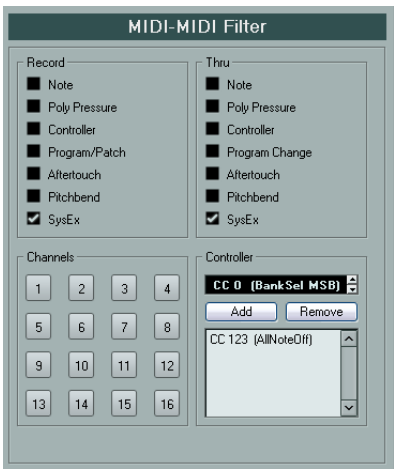 MIDI-MIDI Filter
Record
Note
Poly Pressure
Controller
Program/Patch
Aftertouch
Pitchbend
SysEx
Thru
Note
Poly Pressure
Controller
Program Change
Aftertouch
Pitchbend
SysEx
Channels
1 2 3 4
5 6 7 8
9 10 11 12
13 14 15 16
Controller
CC 0 (BankSel MSB)
Add Remove
CC 123 (AllNoteOff)